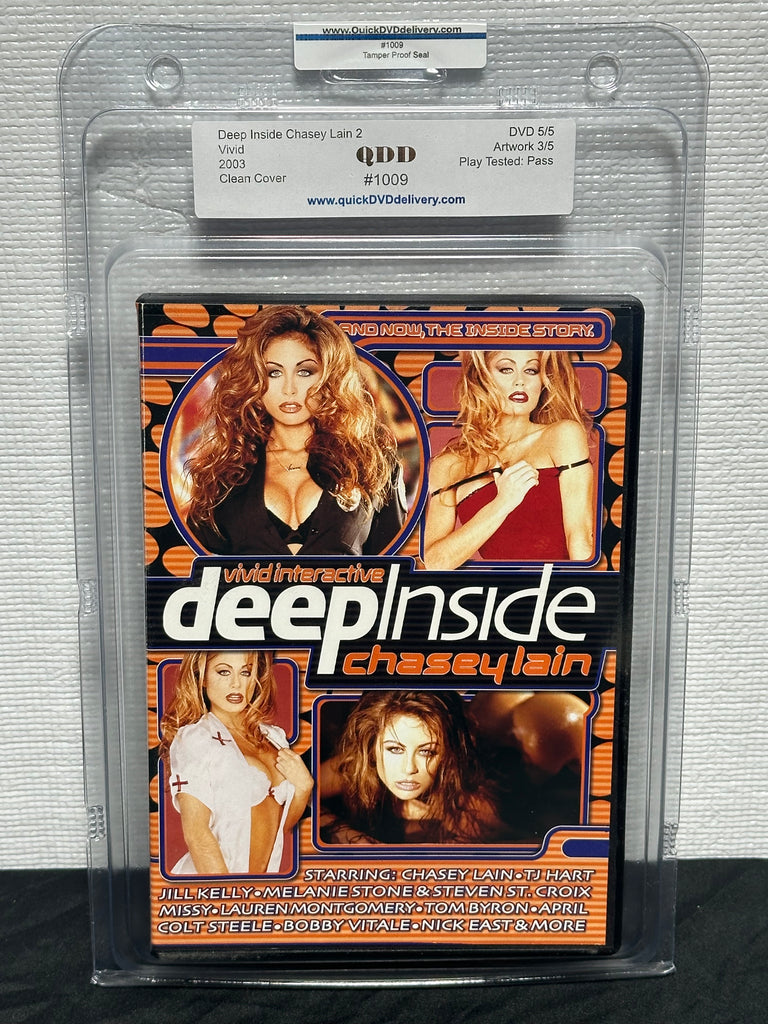 www.QuickDVDdelivery.com
#1009
Tamper Proof Seal
Deep Inside Chasey Lain 2
Vivid
2003
Clean Cover
QDD
#1009
DVD 5/5
Artwork 3/5
Play Tested: Pass
www.quickDVDdelivery.com
AND NOW, THE INSIDE STORY.
vivid interactive
deepInside
chasey lain
STARRING: CHASEY LAIN • TJ HART
JILL KELLY • MELANIE STONE & STEVEN ST. CROIX
MISSY • LAUREN MONTGOMERY • TOM BYRON • APRIL
COLT STEELE • BOBBY VITALE • NICK EAST & MORE